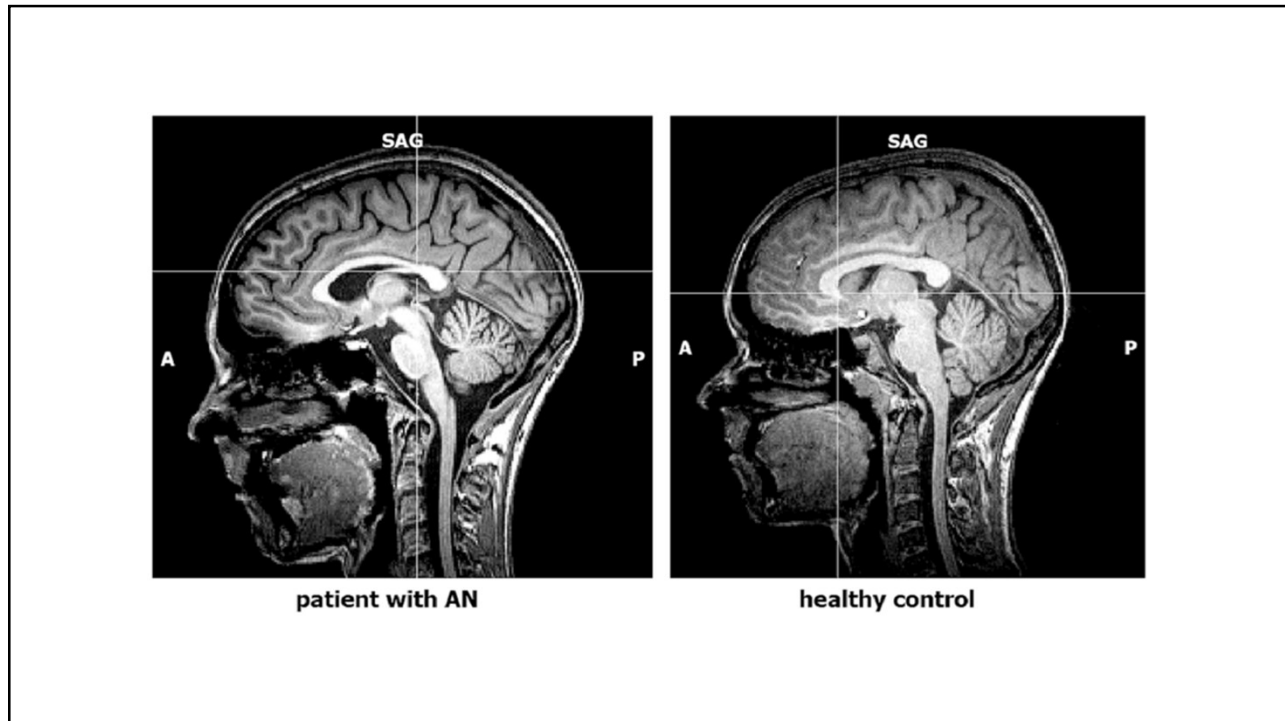 SAG
A
P
patient with AN
SAG
A
P
healthy control